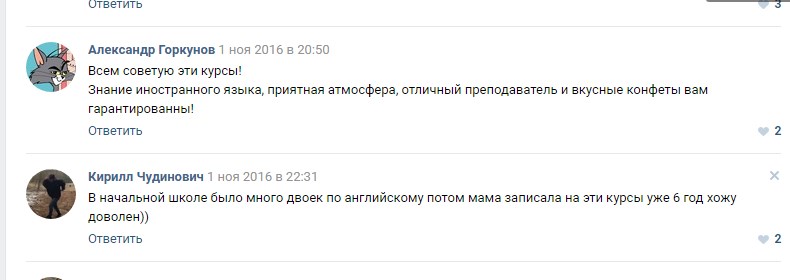 Ответить
3
Александр Горкунов 1 ноя 2016 в 20:50
Всем советую эти курсы!
Знание иностранного языка, приятная атмосфера, отличный преподаватель и вкусные конфеты вам
гарантированны!
Ответить
2
Кирилл Чудинович 1 ноя 2016 в 22:31
В начальной школе было много двоек по английскому потом мама записала на эти курсы уже 6 год хожу
доволен))
Ответить
2